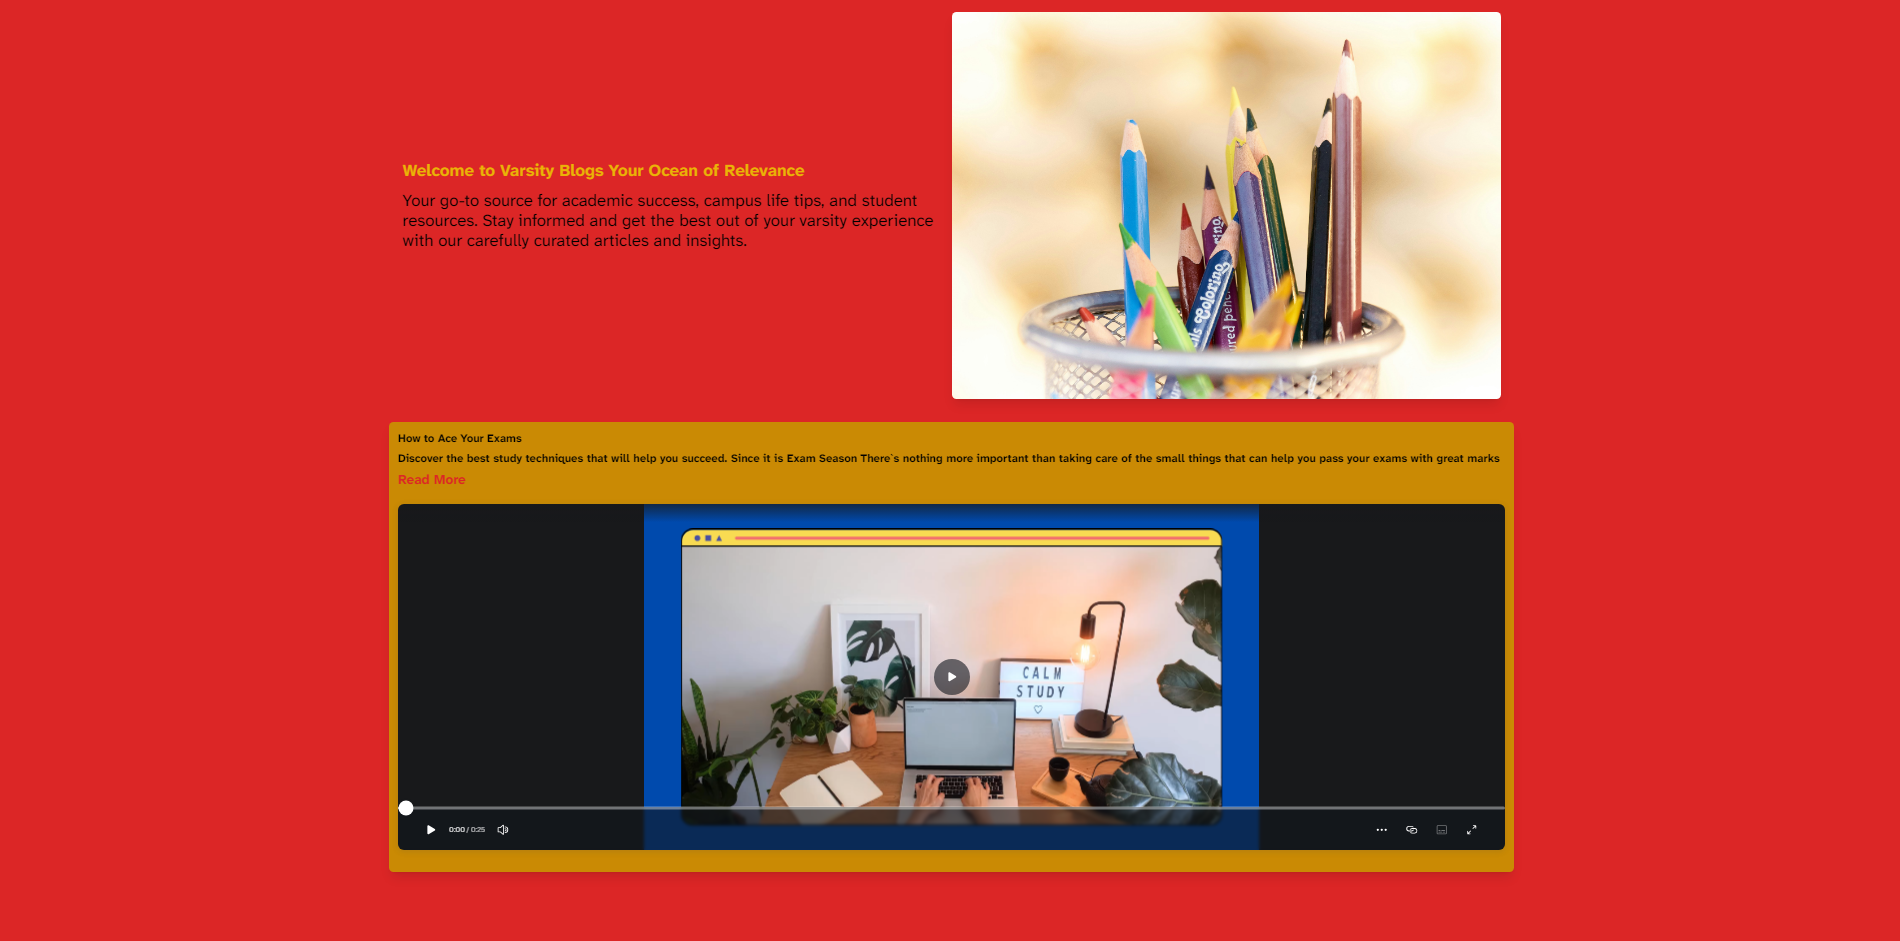 Welcome to Varsity Blogs Your Ocean of Relevance
Your go-to source for academic success, campus life tips, and student
resources. Stay informed and get the best out of your varsity experience
with our carefully curated articles and insights.
Coloring
How to Ace Your Exams
Discover the best study techniques that will help you succeed. Since it is Exam Season There`s nothing more important than taking care of the small things that can help you pass your exams with great marks
Read More
CALM
STUDY
0:00 / 0:25